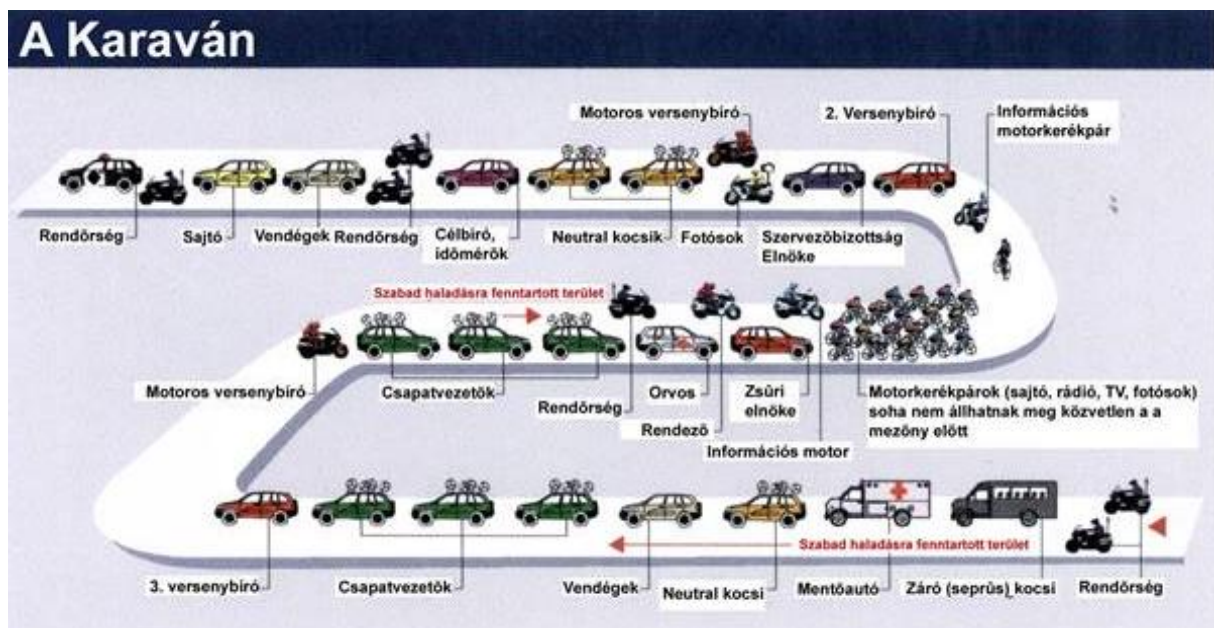 A Karaván
Motoros versenybíró
2. Versenybíró
Információs
motorkerékpár
Rendőrség
Sajtó
Vendégek
Rendőrség
Célbíró,
időmérők
Neutral kocsik
Fotósok
Szervezőbizottság
Elnöke
Szabad haladásra fenntartott terület
Motoros versenybíró
Csapatvezetők
Rendőrség
Orvos
Rendező
Zsűri
elnöke
Információs motor
Motorkerékpárok (sajtó, rádió, TV, fotósok)
soha nem állhatnak meg közvetlen a a
mezőny előtt
Szabad haladásra fenntartott terület
3. versenybíró
Csapatvezetők
Vendégek
Neutral kocsi
Mentőautó
Záró (seprűs) kocsi
Rendőrség